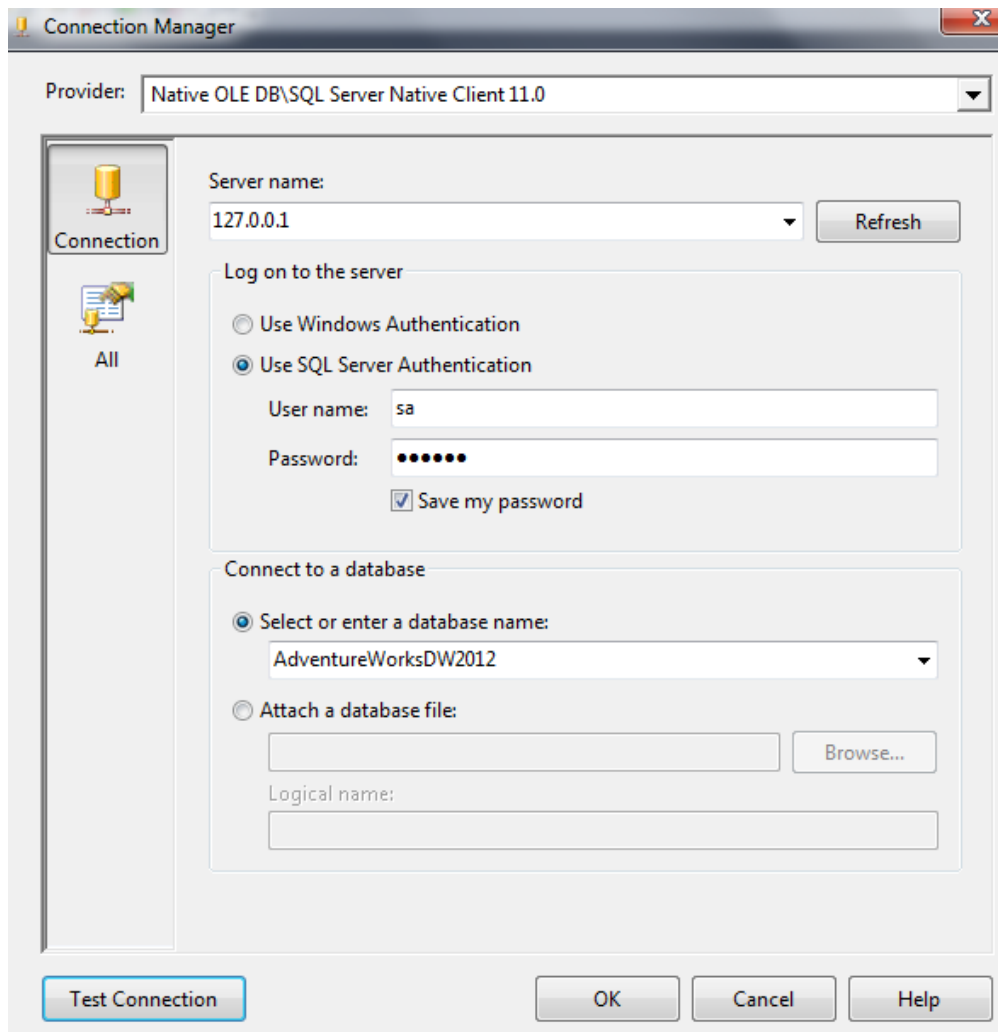 Connection Manager
Provider: Native OLE DB\SQL Server Native Client 11.0
Connection
All
Server name:
127.0.0.1
Refresh
Log on to the server
Use Windows Authentication
Use SQL Server Authentication
User name: sa
Password: ••••••
Save my password
Connect to a database
Select or enter a database name:
AdventureWorksDW2012
Attach a database file:
Browse...
Logical name:
Test Connection OK Cancel Help